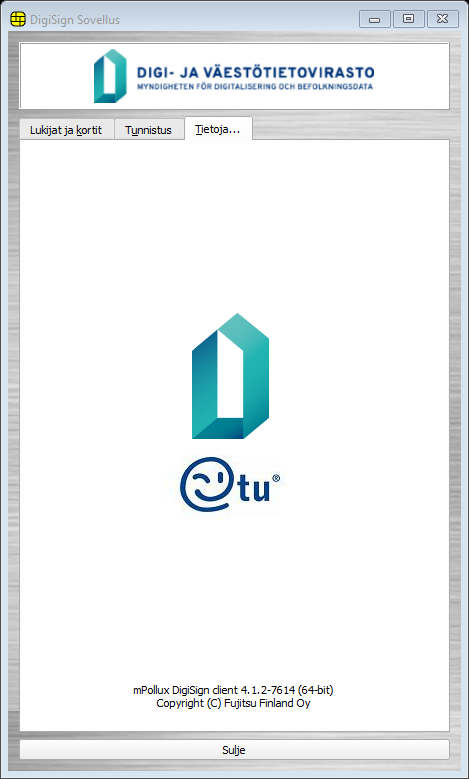 DigiSign Sovellus
DIGI- JA VÄESTÖTIETOVIRASTO
MYNDIGHETEN FÖR DIGITALISERING OCH BEFOLKNINGSDATA
Lukijat ja kortit
Tunnistus
Tietoja...
@tu®
mPollux DigiSign client 4.1.2-7614 (64-bit)
Copyright (C) Fujitsu Finland Oy
Sulje